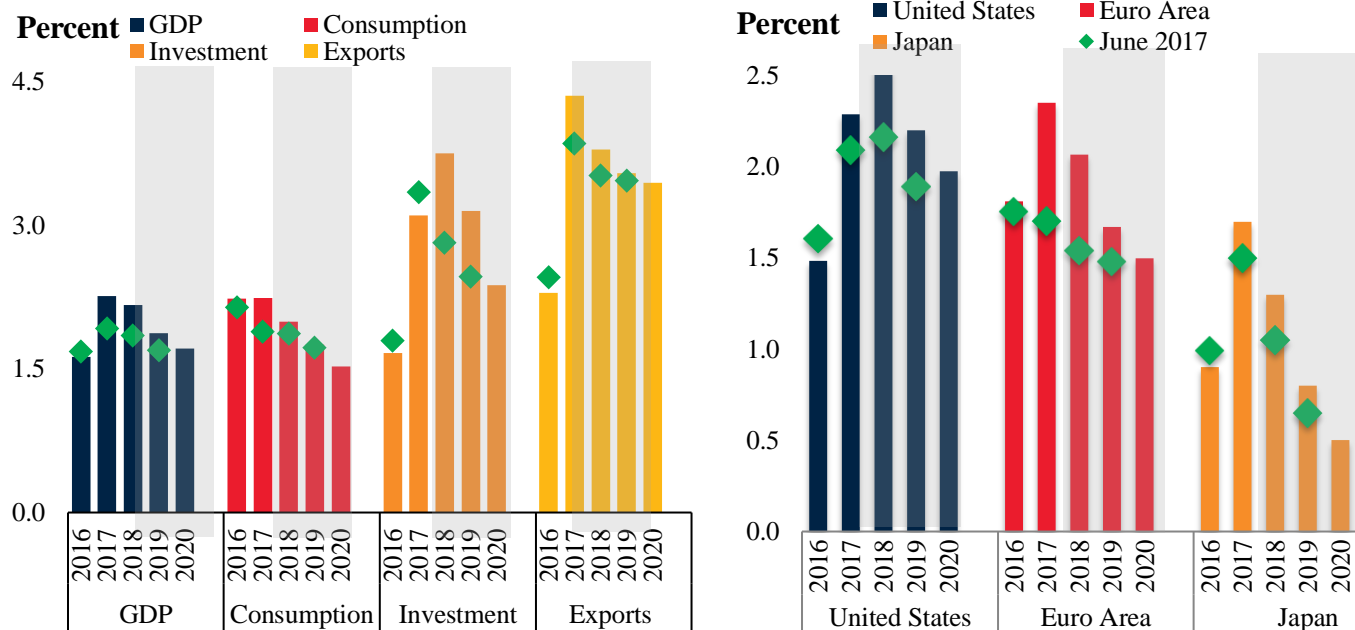 Percent
GDP Consumption
Investment Exports
4.5
3.0
1.5
0.0
2016 2017 2018 2019 2020 2016 2017 2018 2019 2020 2016 2017 2018 2019 2020 2016 2017 2018 2019 2020
GDP Consumption Investment Exports
Percent
United States Euro Area
Japan June 2017
2.5
2.0
1.5
1.0
0.5
0.0
2016 2017 2018 2019 2020 2016 2017 2018 2019 2020 2016 2017 2018 2019 2020
United States Euro Area Japan